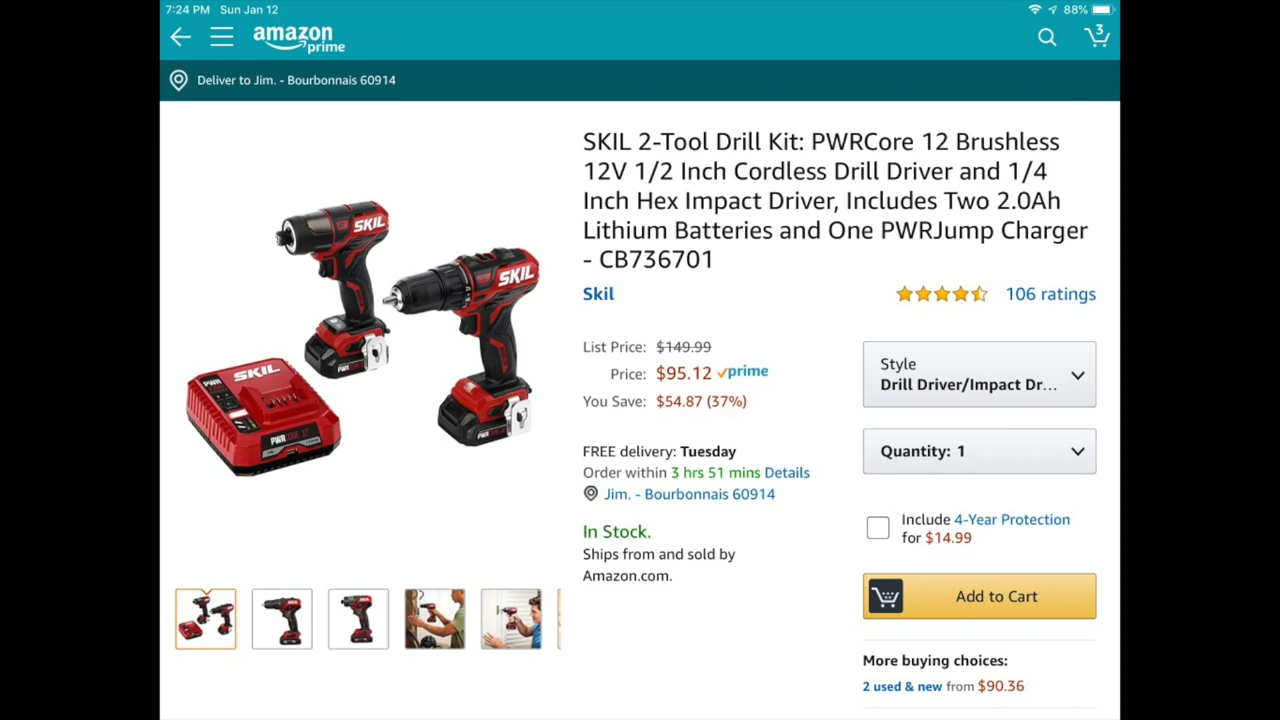 7:24 PM Sun Jan 12
88%
amazon
prime
3
Deliver to Jim. - Bourbonnais 60914
SKIL 2-Tool Drill Kit: PWRCore 12 Brushless
12V 1/2 Inch Cordless Drill Driver and 1/4
Inch Hex Impact Driver, Includes Two 2.0Ah
Lithium Batteries and One PWRJump Charger
- CB736701
Skil
106 ratings
SKIL
SKIL
SKIL
PWR
List Price: $149.99
Price: $95.12 prime
You Save: $54.87 (37%)
Style
Drill Driver/Impact Dr...
Quantity: 1
FREE delivery: Tuesday
Order within 3 hrs 51 mins Details
Jim. - Bourbonnais 60914
In Stock.
Ships from and sold by
Amazon.com.
Include 4-Year Protection
for $14.99
Add to Cart
More buying choices:
2 used & new from $90.36